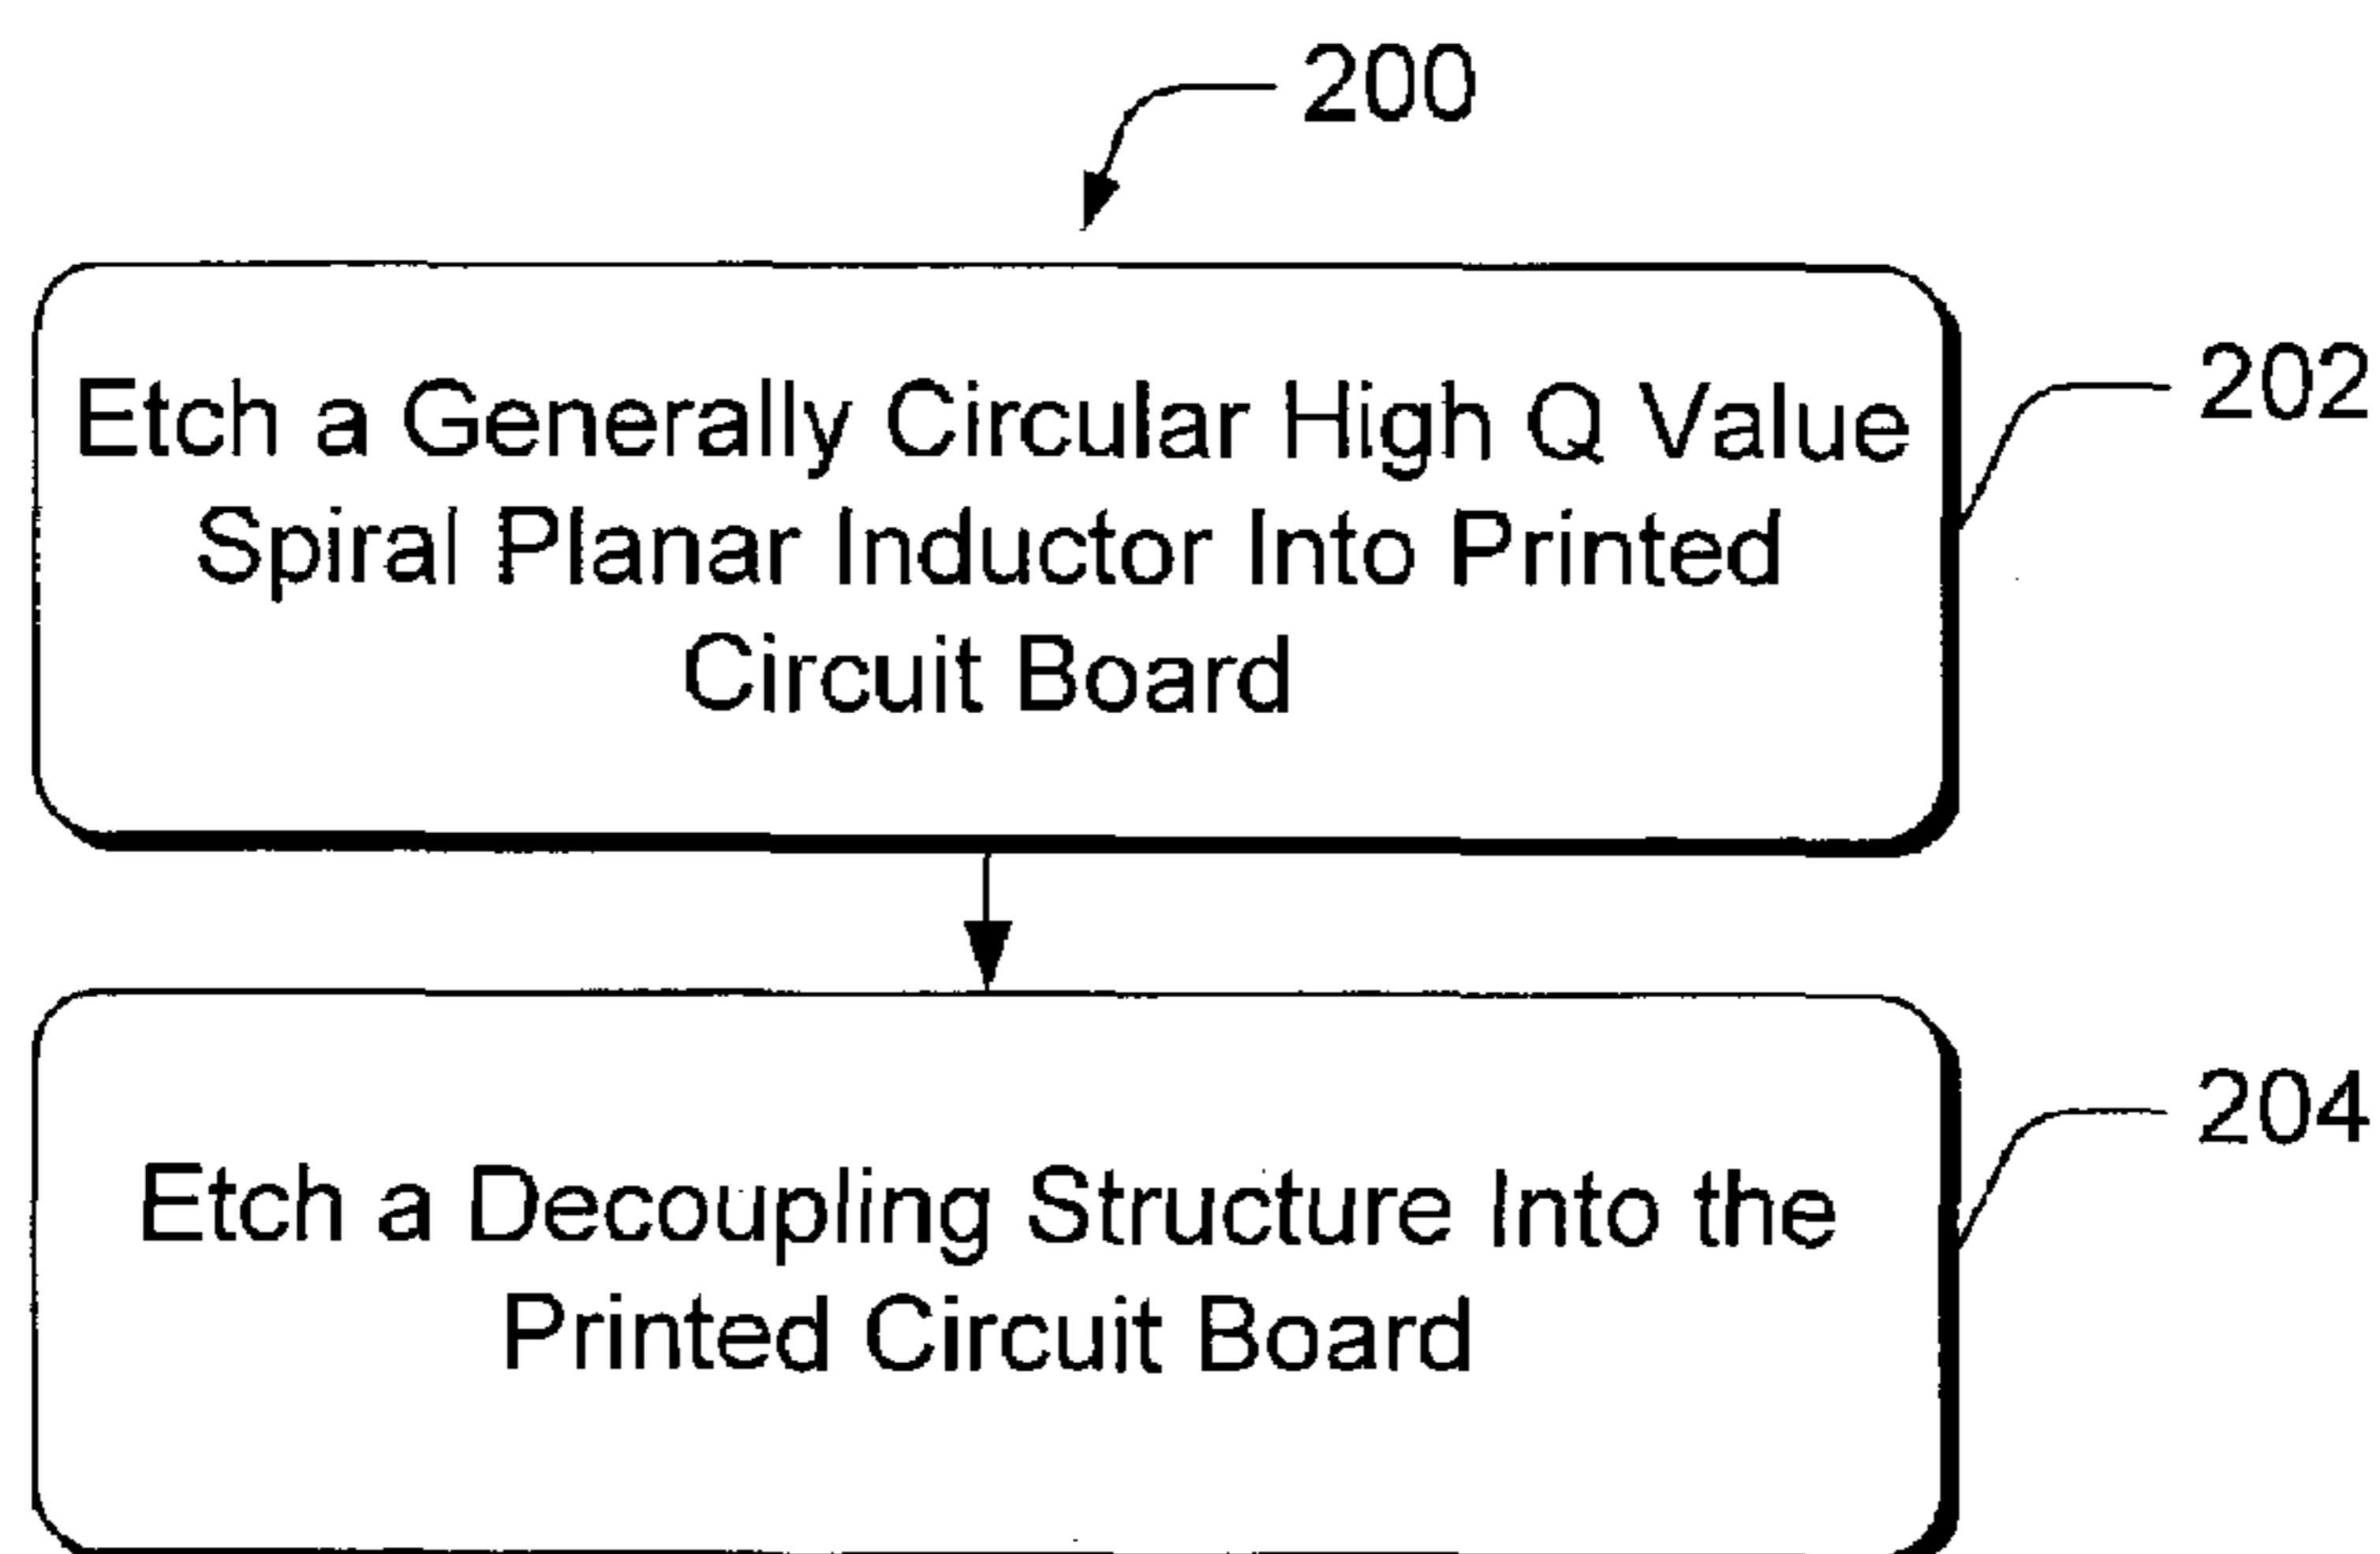 200
Etch a Generally Circular High Q Value
Spiral Planar Inductor Into Printed
Circuit Board
202
Etch a Decoupling Structure Into the
Printed Circuit Board
204